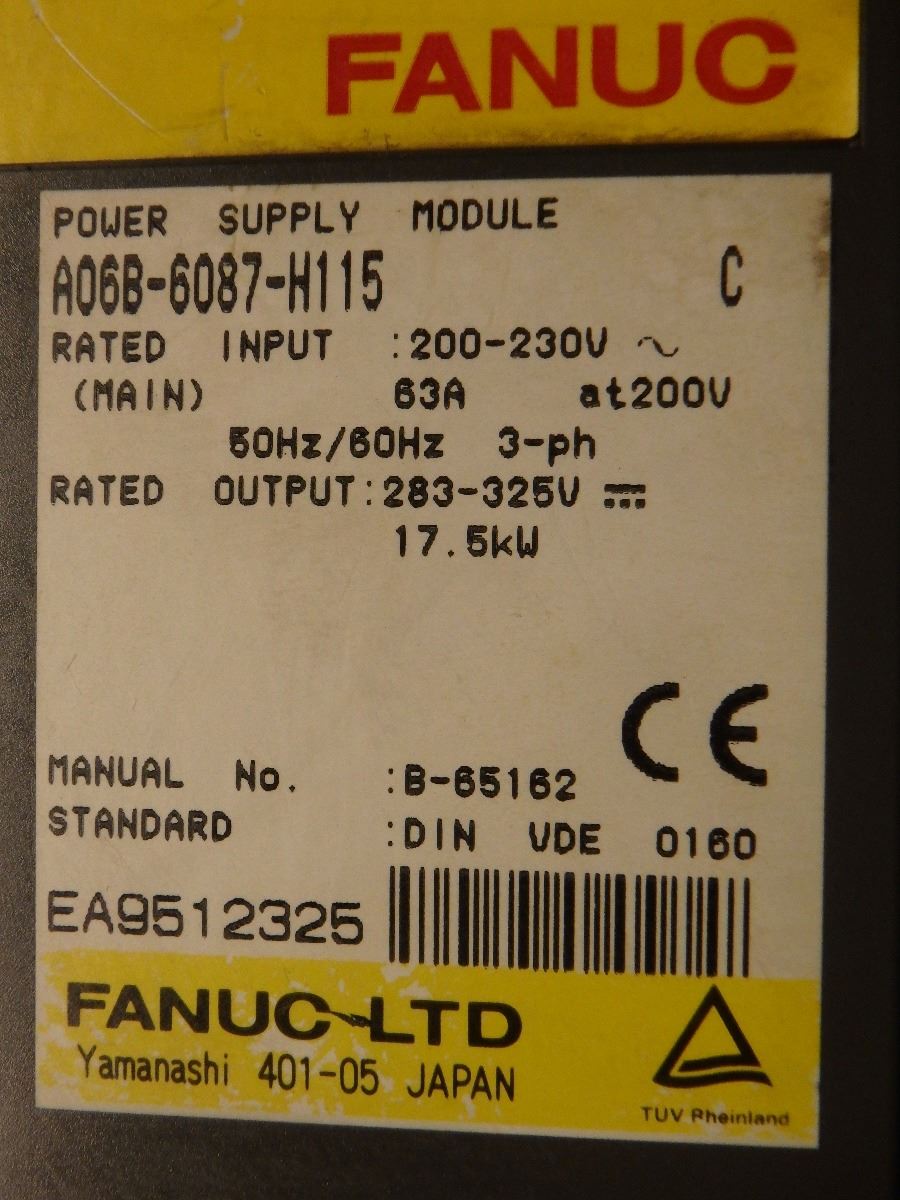 FANUC
POWER SUPPLY MODULE
A06B-6087-H115 C
RATED INPUT :200-230V ~
(MAIN) 63A at200V
50Hz/60Hz 3-ph
RATED OUTPUT:283-325V ⎓
17.5kW
CE
MANUAL No. :B-65162
STANDARD :DIN VDE 0160
EA9512325
FANUC LTD
Yamanashi 401-05 JAPAN
TUV Rheinland